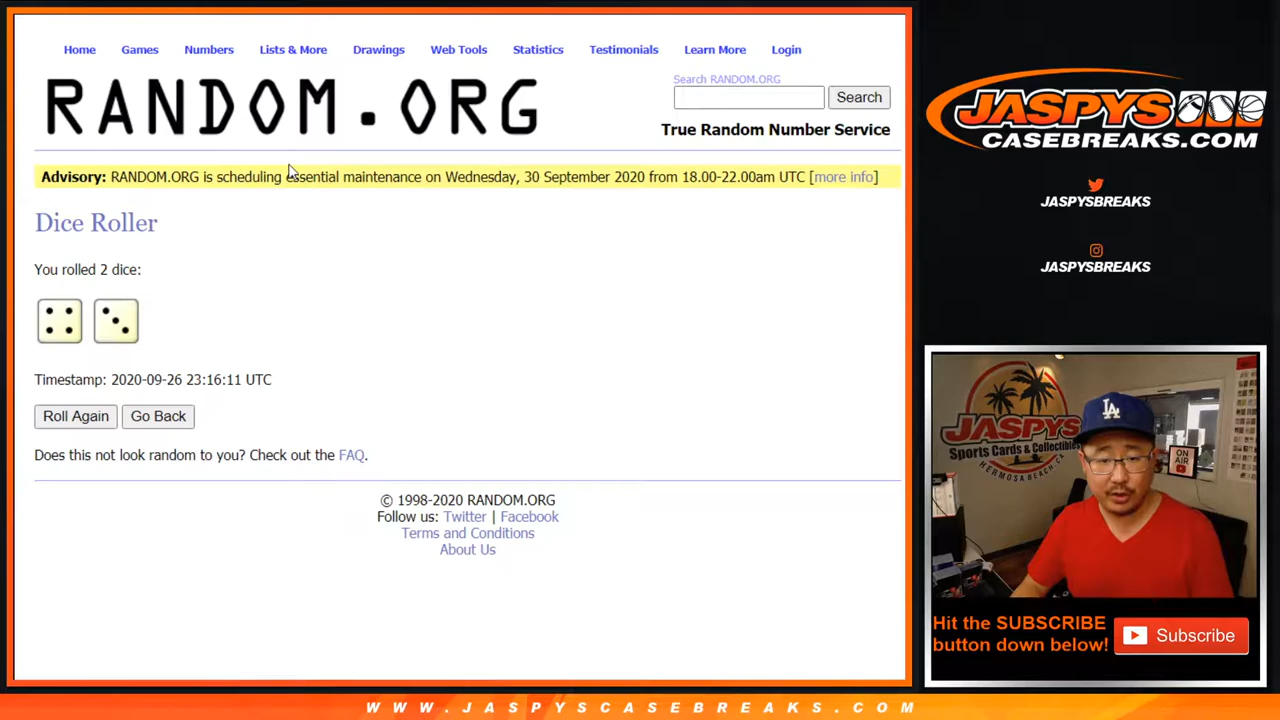 Home Games Numbers Lists & More Drawings Web Tools Statistics Testimonials Learn More Login
RANDOM.ORG
Search RANDOM.ORG
Search
True Random Number Service
Advisory: RANDOM.ORG is scheduling essential maintenance on Wednesday, 30 September 2020 from 18.00-22.00am UTC [more info]
Dice Roller
You rolled 2 dice:
Timestamp: 2020-09-26 23:16:11 UTC
Roll Again Go Back
Does this not look random to you? Check out the FAQ.
© 1998-2020 RANDOM.ORG
Follow us: Twitter | Facebook
Terms and Conditions
About Us
JASPYS
CASEBREAKS.COM
JASPYSBREAKS
JASPYSBREAKS
JASPYS
Sports Cards & Collectibles
HERMOSA BEACH, CA
LA
ON
AIR
Hit the SUBSCRIBE
button down below!
Subscribe
WWW.JASPYSCASEBREAKS.COM